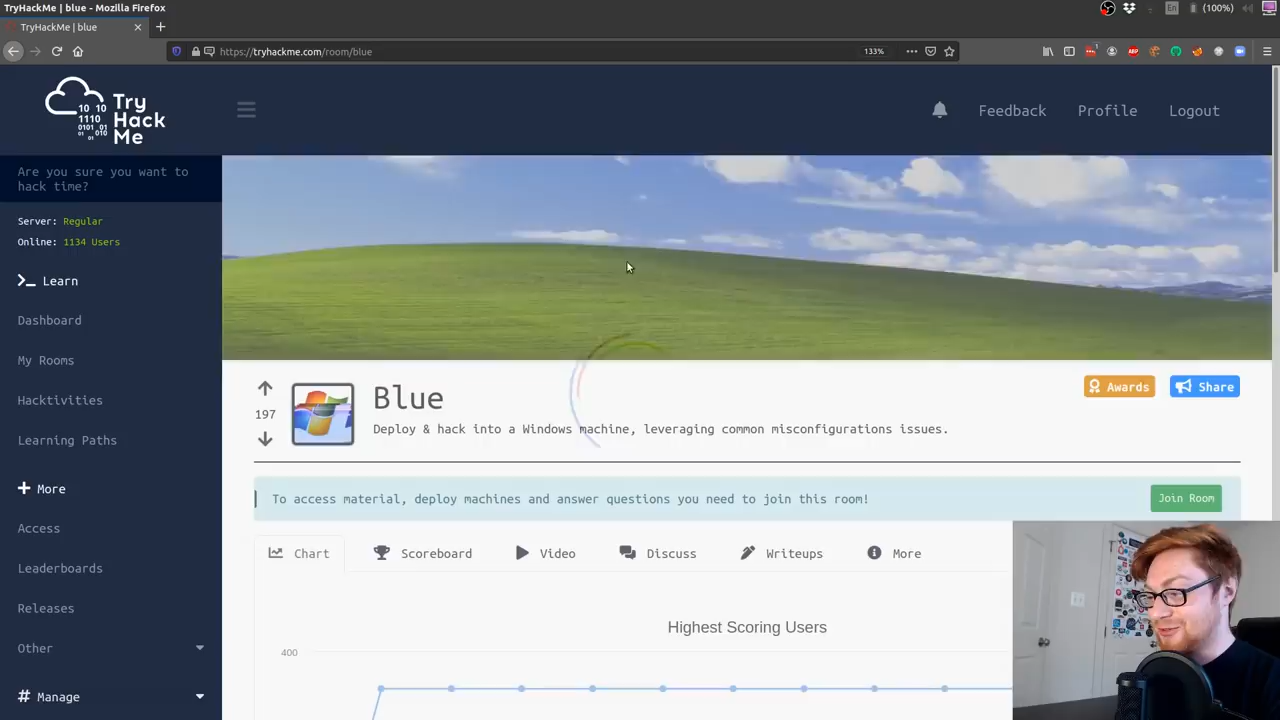 TryHackMe | blue - Mozilla Firefox
En
(100%)
TryHackMe | blue
https://tryhackme.com/room/blue
133%
Try
Hack
Me
Feedback
Profile
Logout
Are you sure you want to
hack time?
Server: Regular
Online: 1134 Users
Learn
Dashboard
My Rooms
Hacktivities
Learning Paths
More
Access
Leaderboards
Releases
Other
Manage
197
Blue
Deploy & hack into a Windows machine, leveraging common misconfigurations issues.
Awards
Share
To access material, deploy machines and answer questions you need to join this room!
Join Room
Chart
Scoreboard
Video
Discuss
Writeups
More
Highest Scoring Users
400